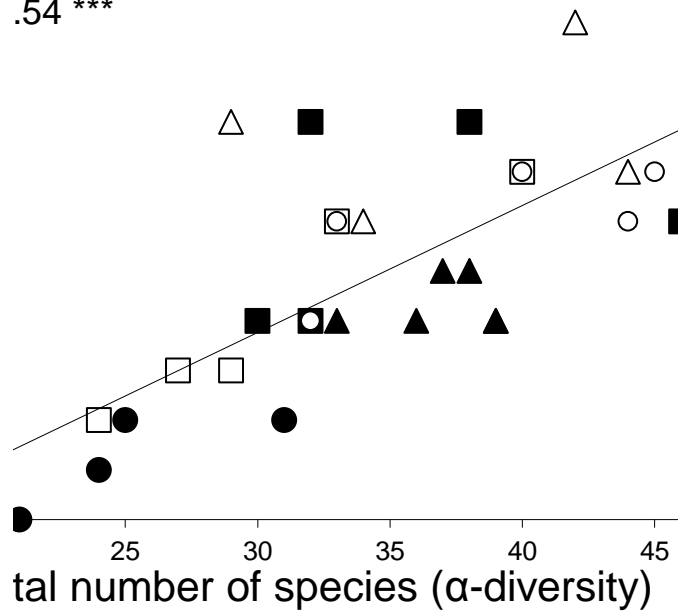 .54 ***
25 30 35 40 45
tal number of species (α-diversity)